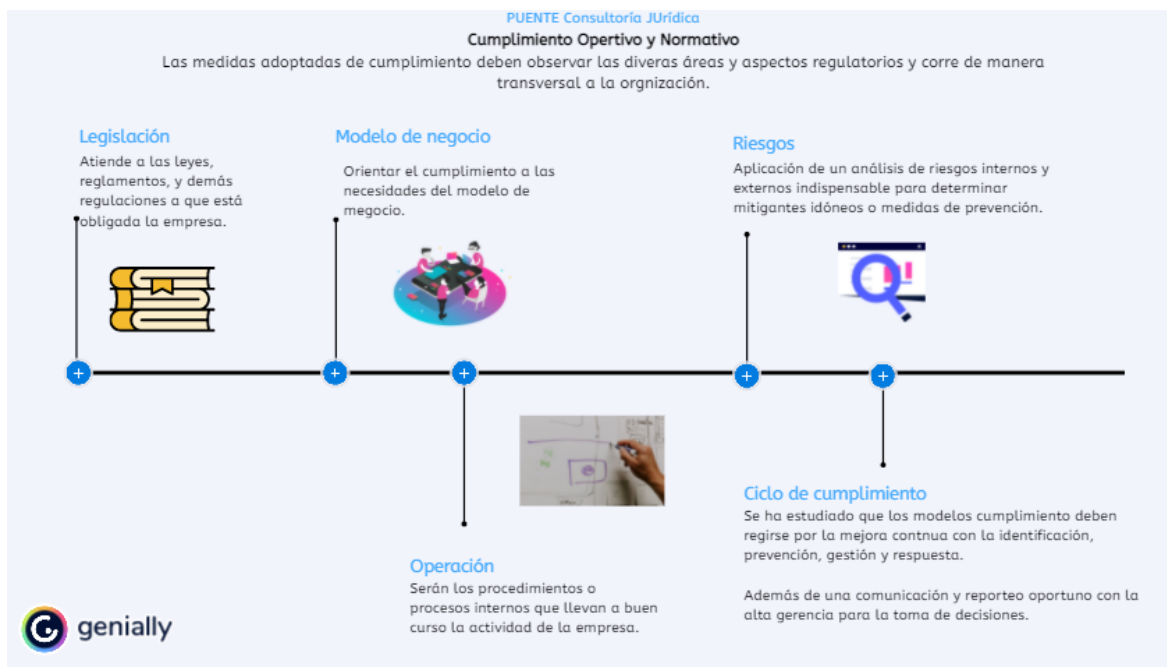 PUENTE Consultoría JUrídica
Cumplimiento Opertivo y Normativo
Las medidas adoptadas de cumplimiento deben observar las diveras áreas y aspectos regulatorios y corre de manera
transversal a la orgnización.
Legislación
Atiende a las leyes,
reglamentos, y demás
regulaciones a que está
obligada la empresa.
Modelo de negocio
Orientar el cumplimiento a las
necesidades del modelo de
megocio.
Riesgos
Aplicación de un análisis de riesgos internos y
externos indispensable para determinar
mitigantes idóneos o medidas de prevención.
Operación
Serán los procedimientos o
procesos internos que llevan a buen
curso la actividad de la empresa.
Ciclo de cumplimiento
Se ha estudiado que los modelos cumplimiento deben
regirse por la mejora contnua con la identificación,
prevención, gestión y respuesta.
Además de una comunicación y reporteo oportuno con la
alta gerencia para la toma de decisiones.
genially